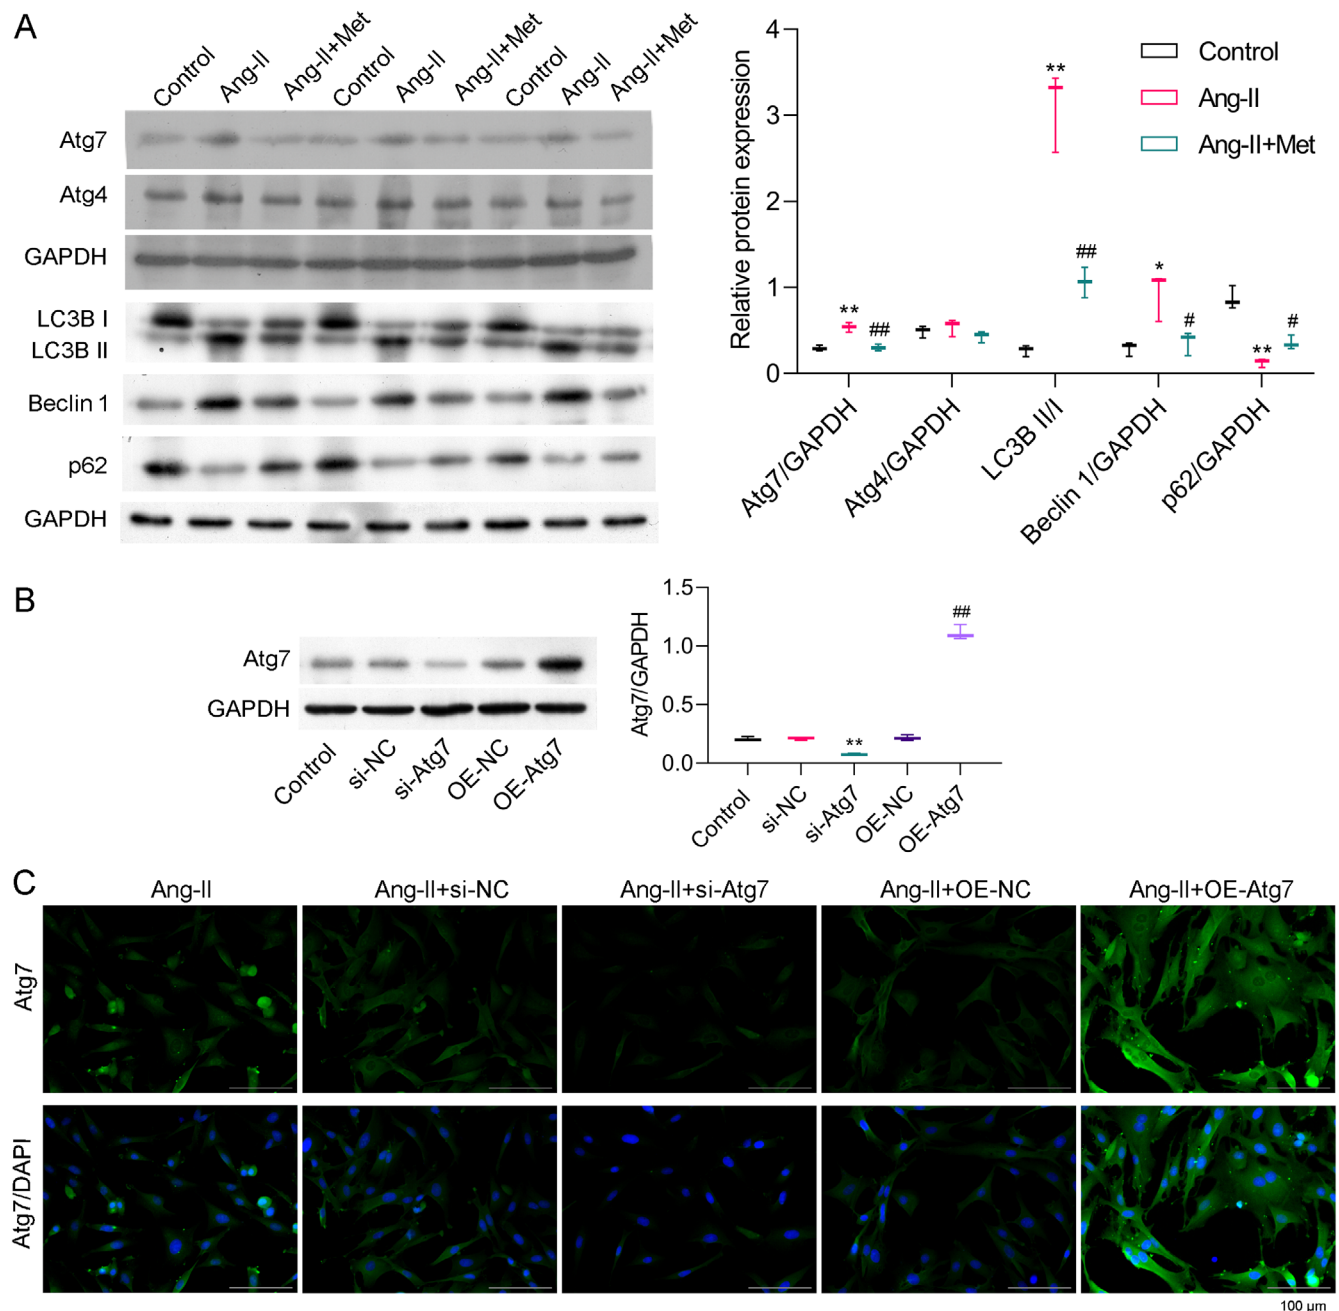 A
Control Ang-II Ang-II+Met Control Ang-II Ang-II+Met Control Ang-II Ang-II+Met
Atg7
Atg4
GAPDH
LC3B I
LC3B II
Beclin 1
p62
GAPDH
Relative protein expression
4
3
2
1
0
** ## ** ## * # ** #
Control
Ang-II
Ang-II+Met
Atg7/GAPDH Atg4/GAPDH LC3B II/I Beclin 1/GAPDH p62/GAPDH
B
Atg7
GAPDH
Control si-NC si-Atg7 OE-NC OE-Atg7
Atg7/GAPDH
1.5
1.0
0.5
0.0
** ##
Control si-NC si-Atg7 OE-NC OE-Atg7
C
Ang-II Ang-II+si-NC Ang-II+si-Atg7 Ang-II+OE-NC Ang-II+OE-Atg7
Atg7
Atg7/DAPI
100 μm